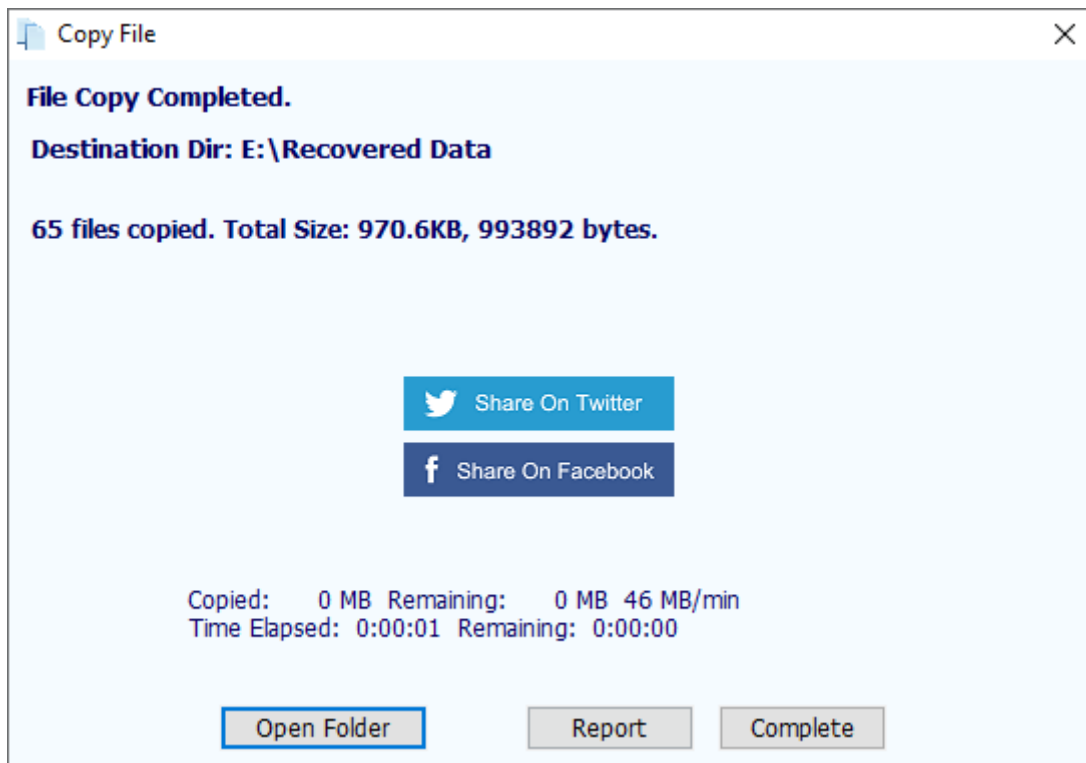 Copy File
File Copy Completed.
Destination Dir: E:\Recovered Data
65 files copied. Total Size: 970.6KB, 993892 bytes.
Share On Twitter
f Share On Facebook
Copied: 0 MB Remaining: 0 MB 46 MB/min
Time Elapsed: 0:00:01 Remaining: 0:00:00
Open Folder Report Complete